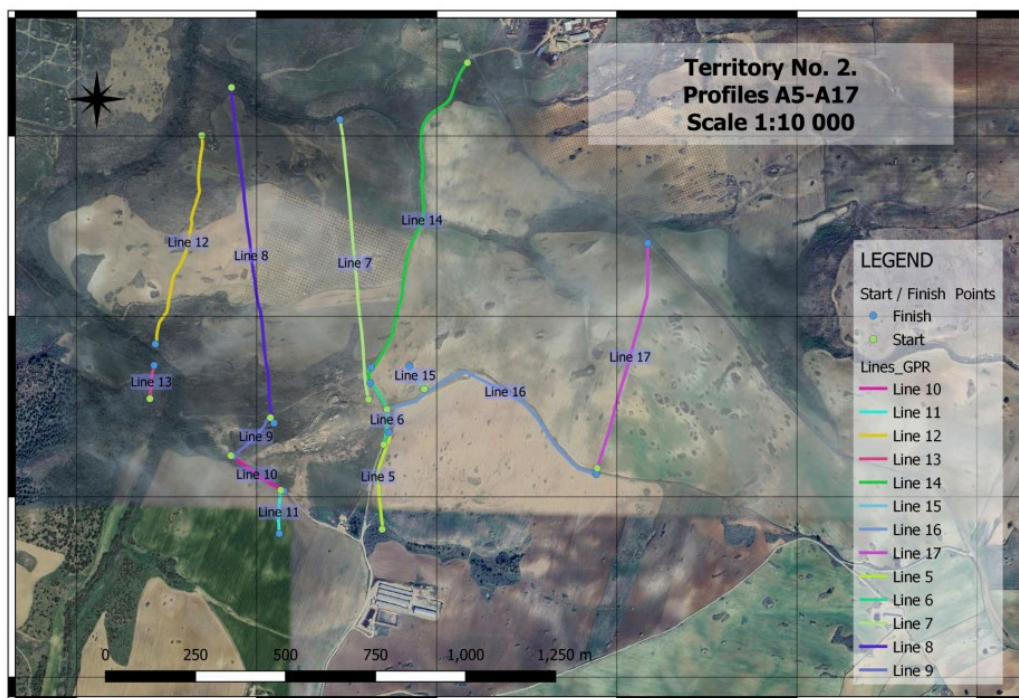 Territory No. 2.
Profiles A5-A17
Scale 1:10 000
Line 14
Line 12
Line 8
Line 7
Line 17
Line 15
Line 13
Line 16
Line 6
Line 9
Line 10
Line 5
Line 11
LEGEND
Start / Finish Points
Finish
Start
Lines_GPR
Line 10
Line 11
Line 12
Line 13
Line 14
Line 15
Line 16
Line 17
Line 5
Line 6
Line 7
Line 8
Line 9
0 250 500 750 1,000 1,250 m